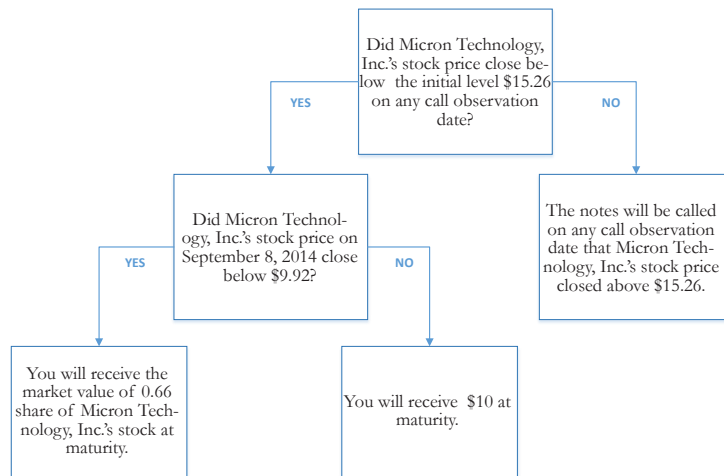 Did Micron Technology,
Inc.'s stock price close be-
low the initial level $15.26
on any call observation
date?
YES
NO
Did Micron Technol-
ogy, Inc.'s stock price on
September 8, 2014 close
below $9.92?
The notes will be called
on any call observation
date that Micron Tech-
nology, Inc.'s stock price
closed above $15.26.
YES
NO
You will receive the
market value of 0.66
share of Micron Tech-
nology, Inc.'s stock at
maturity.
You will receive $10 at
maturity.